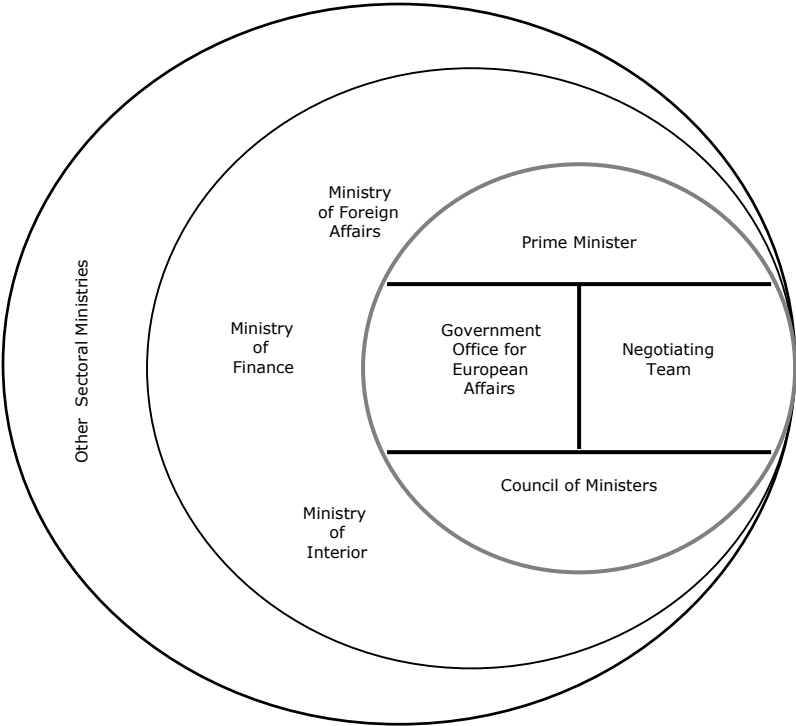 Ministry
of Foreign
Affairs
Prime Minister
Other Sectoral Ministries
Ministry
of
Finance
Government
Office for
European
Affairs
Negotiating
Team
Council of Ministers
Ministry
of
Interior